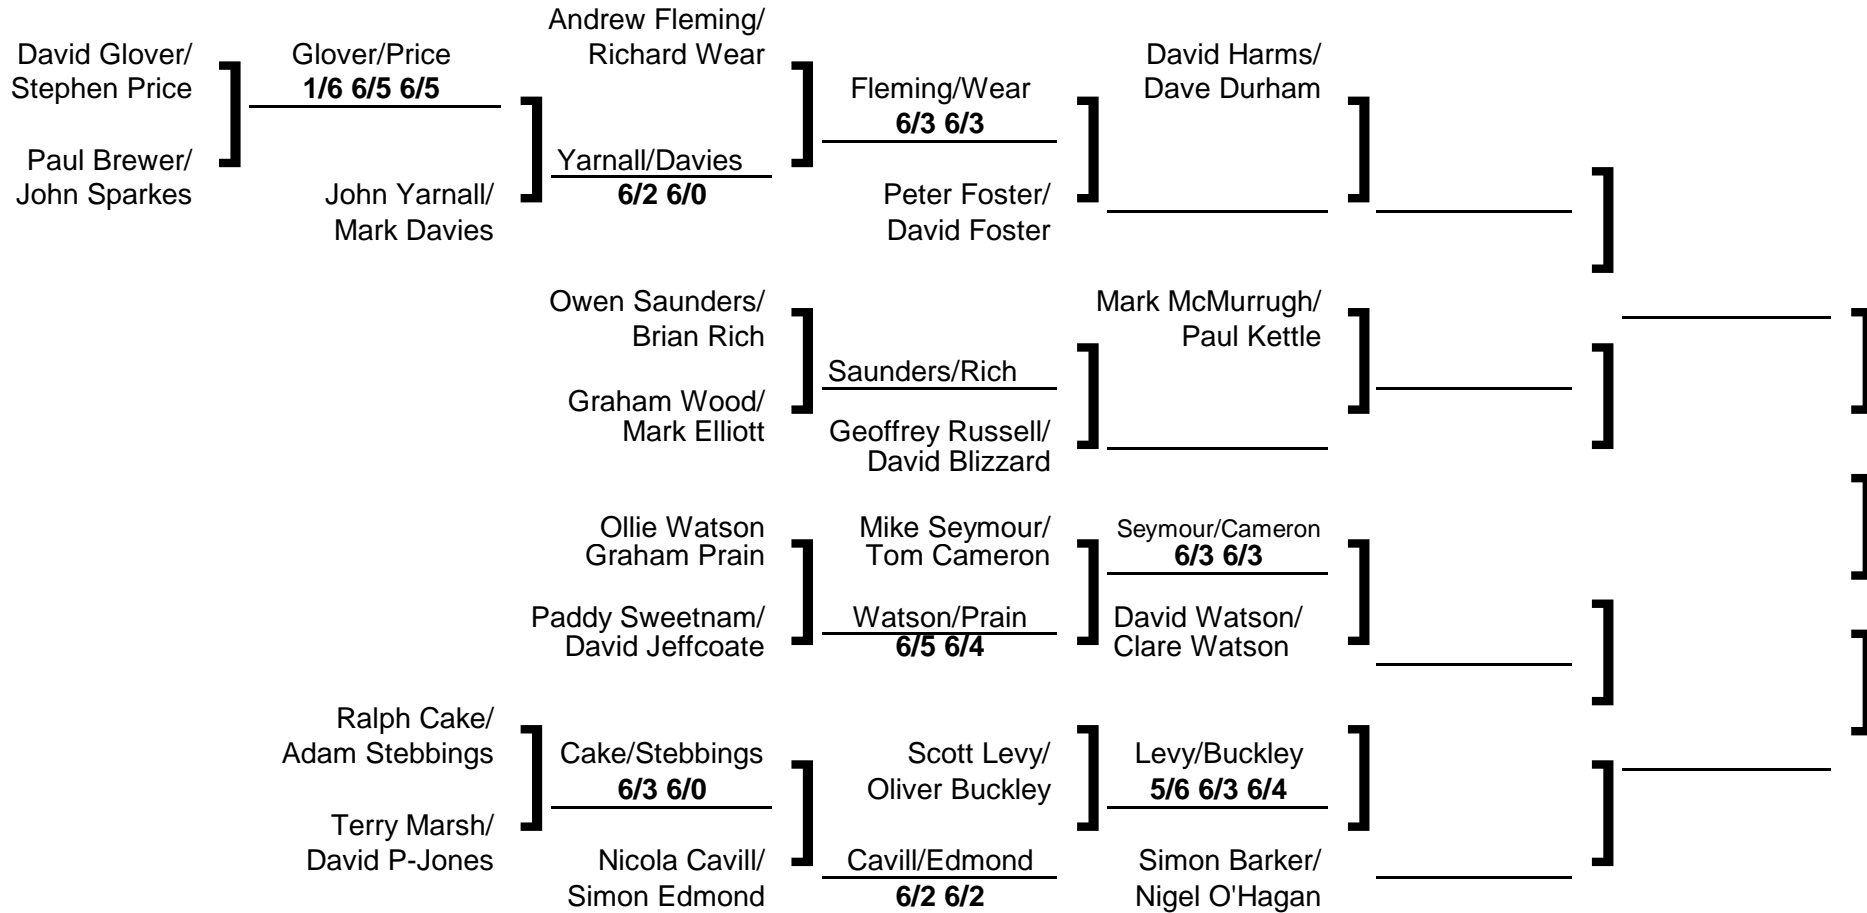 Andrew Fleming/
David Glover/ Glover/Price Richard Wear David Harms/
Stephen Price 1/6 6/5 6/5 Fleming/Wear Dave Durham
6/3 6/3
Paul Brewer/ Yarnall/Davies
John Sparkes John Yarnall/ 6/2 6/0 Peter Foster/
Mark Davies David Foster
Owen Saunders/ Mark McMurrugh/
Brian Rich Paul Kettle
Saunders/Rich
Graham Wood/
Mark Elliott Geoffrey Russell/
David Blizzard
Ollie Watson Mike Seymour/ Seymour/Cameron
Graham Prain Tom Cameron 6/3 6/3
Paddy Sweetnam/ Watson/Prain David Watson/
David Jeffcoate 6/5 6/4 Clare Watson
Ralph Cake/
Adam Stebbings Cake/Stebbings Scott Levy/ Levy/Buckley
6/3 6/0 Oliver Buckley 5/6 6/3 6/4
Terry Marsh/
David P-Jones Nicola Cavill/ Cavill/Edmond Simon Barker/
Simon Edmond 6/2 6/2 Nigel O'Hagan